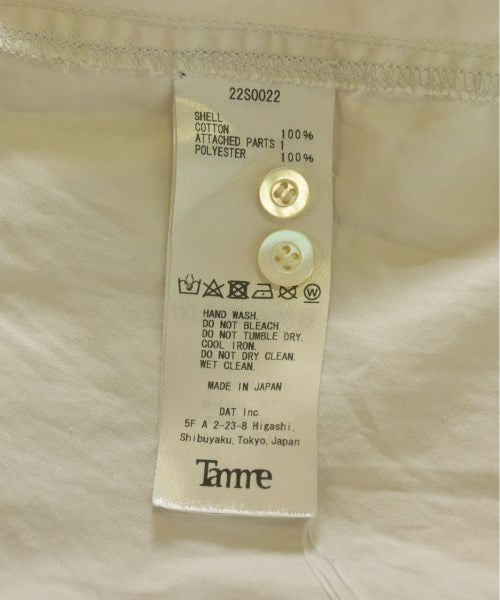 22S0022
SHELL
COTTON 100%
ATTACHED PARTS 1
POLYESTER 100%
W
HAND WASH.
DO NOT BLEACH.
DO NOT TUMBLE DRY.
COOL IRON.
DO NOT DRY CLEAN.
WET CLEAN.
MADE IN JAPAN
DAT Inc.
5F A 2-23-8 Higashi,
Shibuyaku, Tokyo, Japan
Tamme